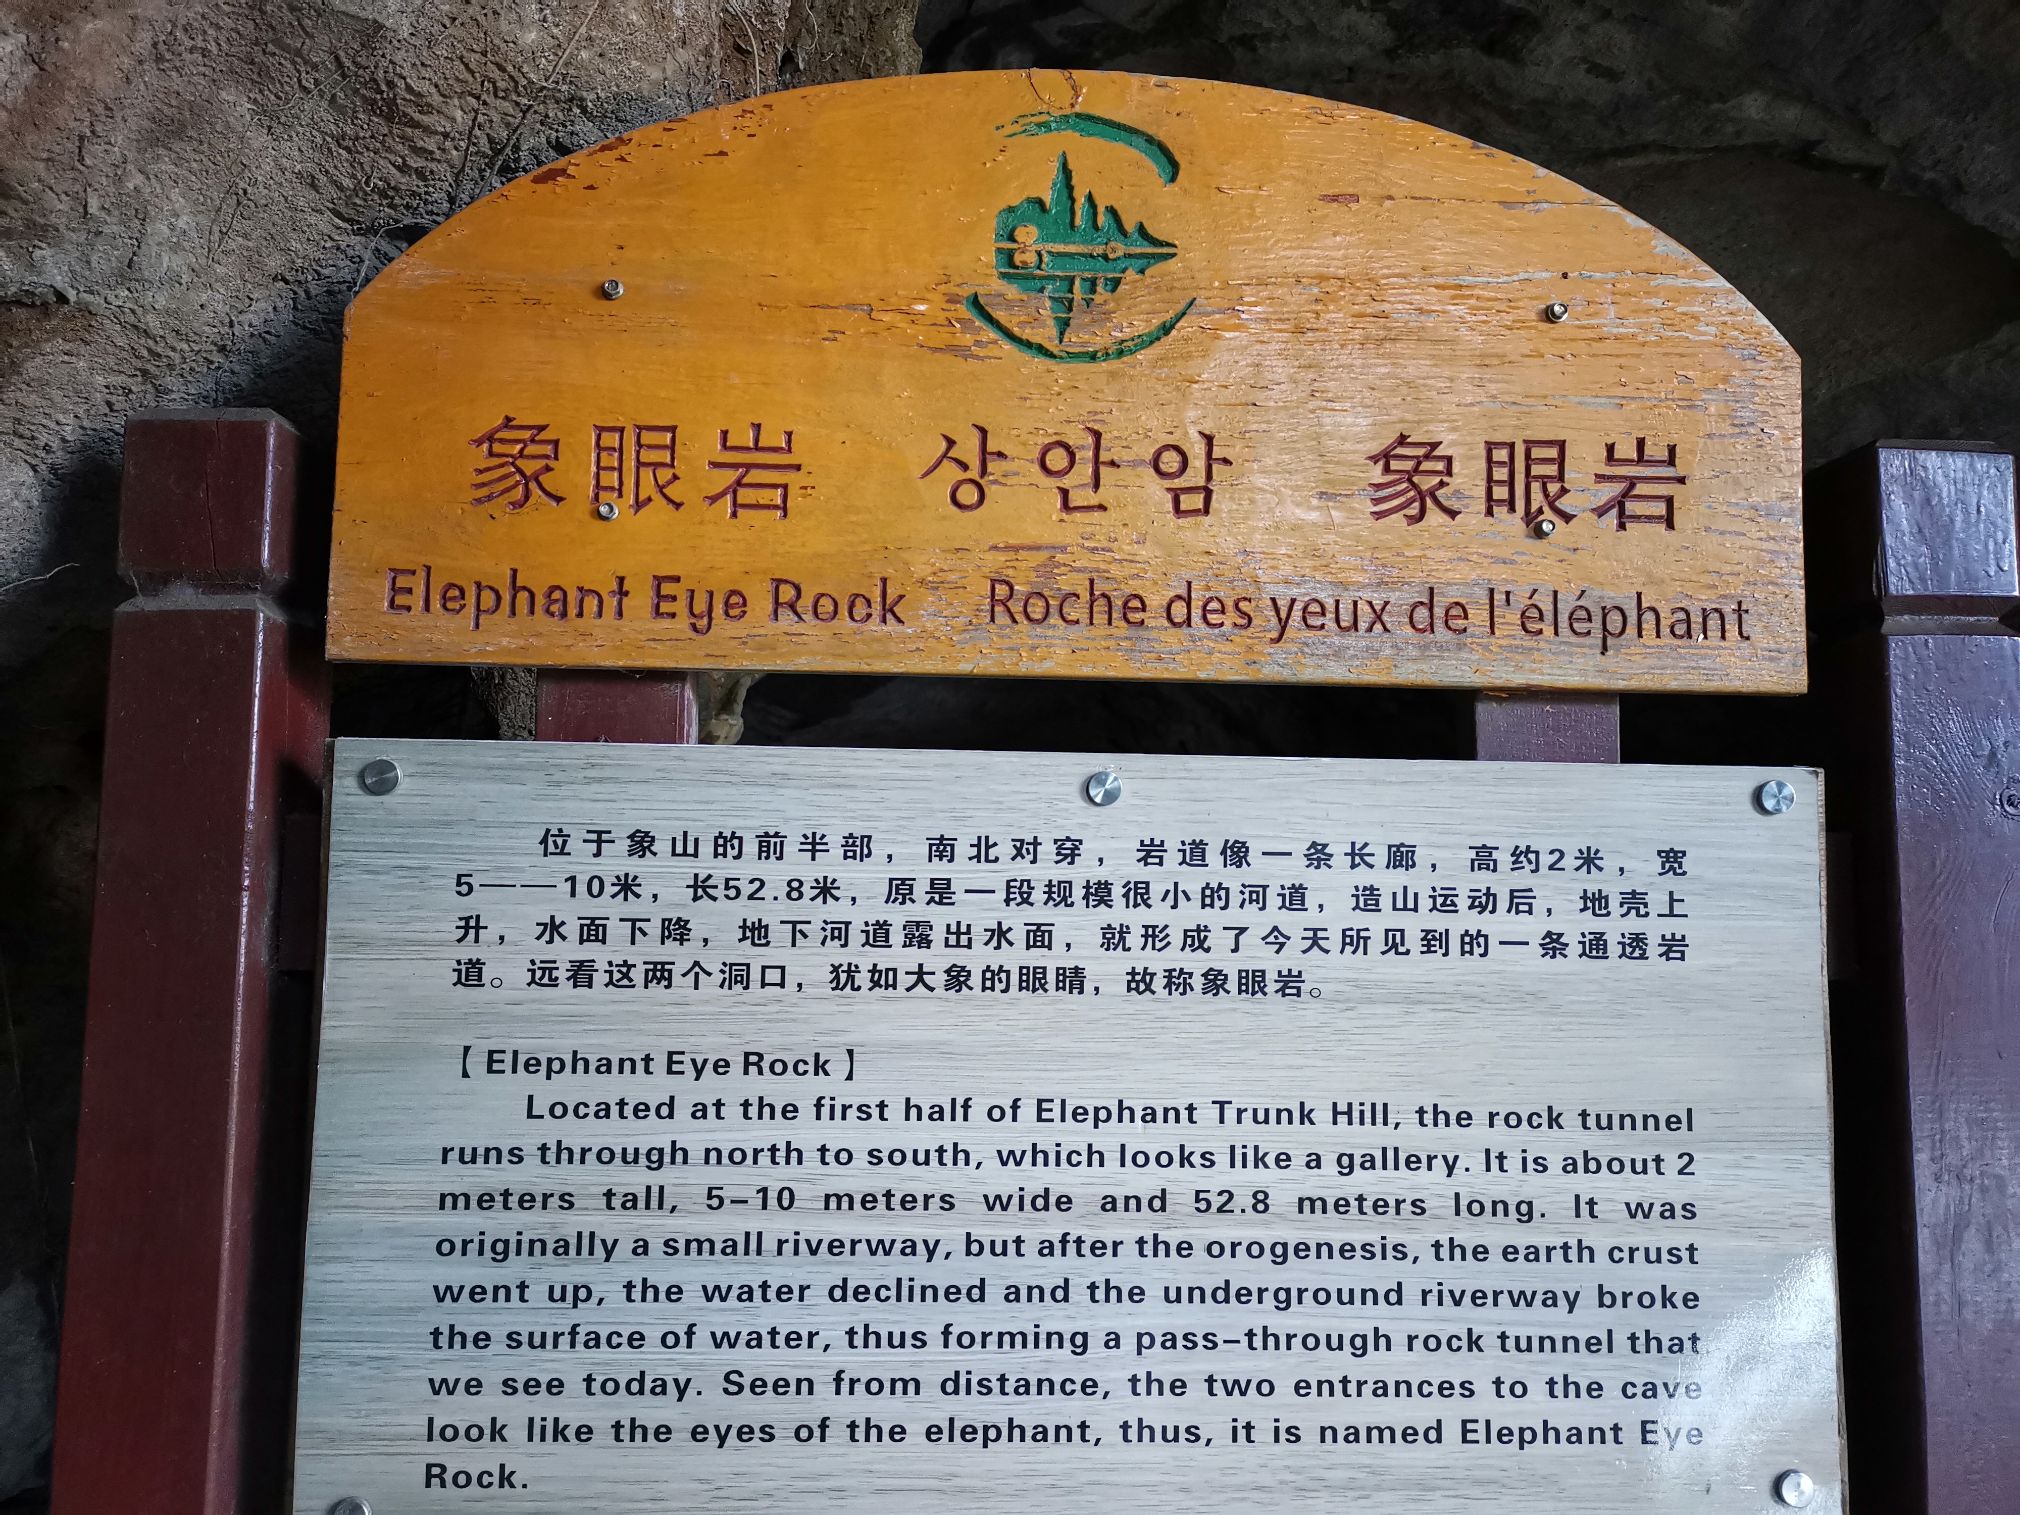 象眼岩 상안암 象眼岩
Elephant Eye Rock Roche des yeux de l'éléphant
位于象山的前半部，南北对穿，岩道像一条长廊，高约2米，宽
5——10米，长52.8米，原是一段规模很小的河道，造山运动后，地壳上
升，水面下降，地下河道露出水面，就形成了今天所见到的一条通透岩
道。远看这两个洞口，犹如大象的眼睛，故称象眼岩。
【Elephant Eye Rock】
Located at the first half of Elephant Trunk Hill, the rock tunnel
runs through north to south, which looks like a gallery. It is about 2
meters tall, 5–10 meters wide and 52.8 meters long. It was
originally a small riverway, but after the orogenesis, the earth crust
went up, the water declined and the underground riverway broke
the surface of water, thus forming a pass–through rock tunnel that
we see today. Seen from distance, the two entrances to the cave
look like the eyes of the elephant, thus, it is named Elephant Eye
Rock.